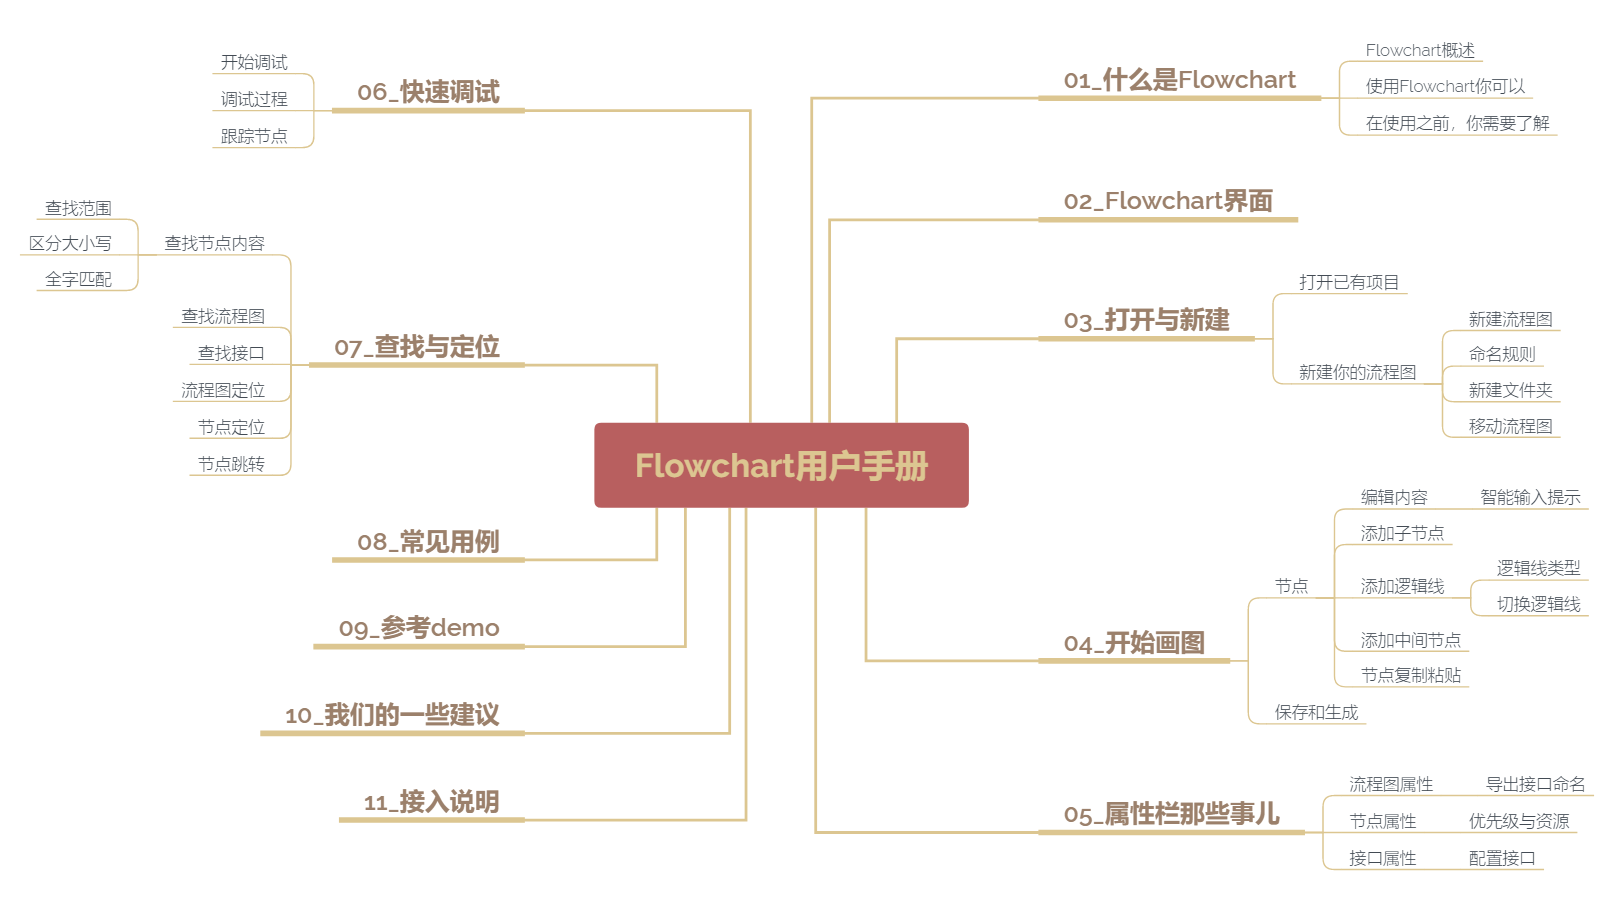 Flowchart用户手册
01_什么是Flowchart
Flowchart概述
使用Flowchart你可以
在使用之前，你需要了解
02_Flowchart界面
03_打开与新建
打开已有项目
新建你的流程图
新建流程图
命名规则
新建文件夹
移动流程图
04_开始画图
节点
编辑内容
智能输入提示
添加子节点
添加逻辑线
逻辑线类型
切换逻辑线
添加中间节点
节点复制粘贴
保存和生成
05_属性栏那些事儿
流程图属性
导出接口命名
节点属性
优先级与资源
接口属性
配置接口
06_快速调试
开始调试
调试过程
跟踪节点
07_查找与定位
查找节点内容
查找范围
区分大小写
全字匹配
查找流程图
查找接口
流程图定位
节点定位
节点跳转
08_常见用例
09_参考demo
10_我们的一些建议
11_接入说明